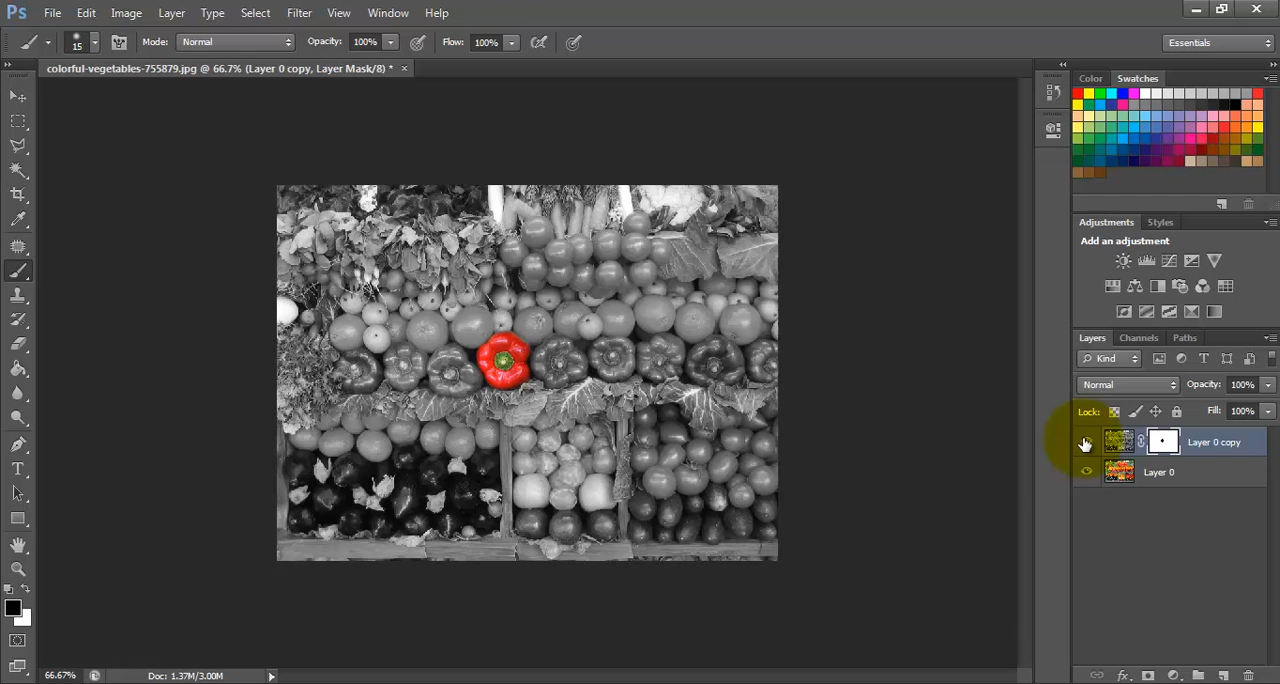 Ps File Edit Image Layer Type Select Filter View Window Help
15 Mode: Normal Opacity: 100% Flow: 100% Essentials
colorful-vegetables-755879.jpg @ 66.7% (Layer 0 copy, Layer Mask/8) * ×
Color Swatches
Adjustments Styles
Add an adjustment
Layers Channels Paths
Kind T
Normal Opacity: 100%
Lock: Fill: 100%
Layer 0 copy
Layer 0
T
66.67% Doc: 1.37M/3.00M
fx